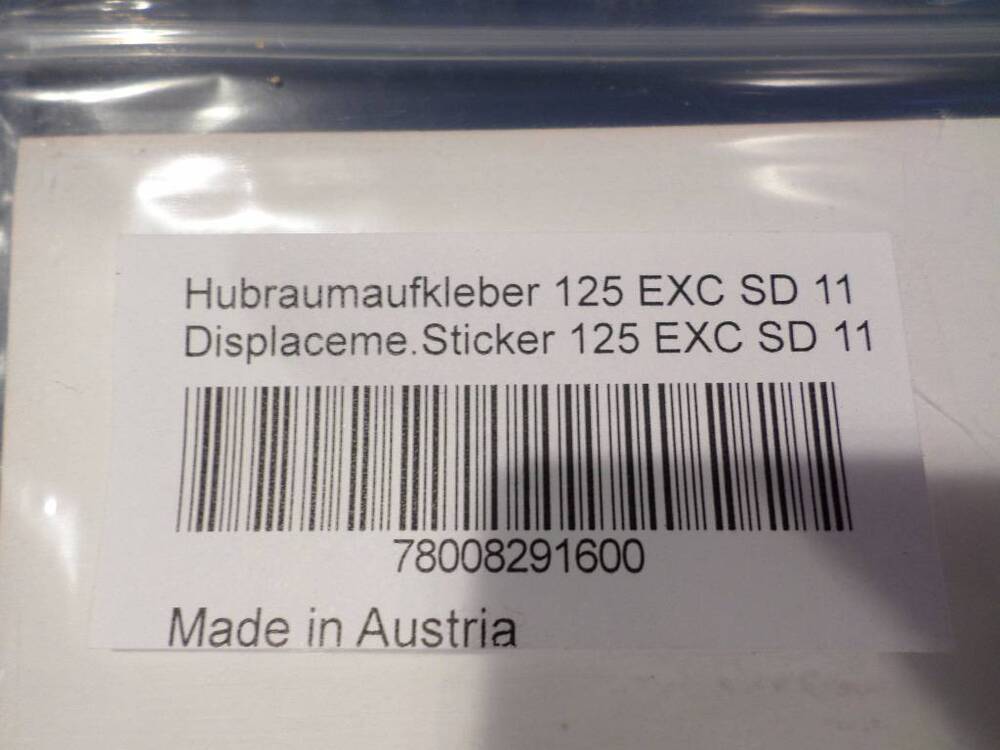 Hubraumaufkleber 125 EXC SD 11
Displaceme.Sticker 125 EXC SD 11
78008291600
Made in Austria